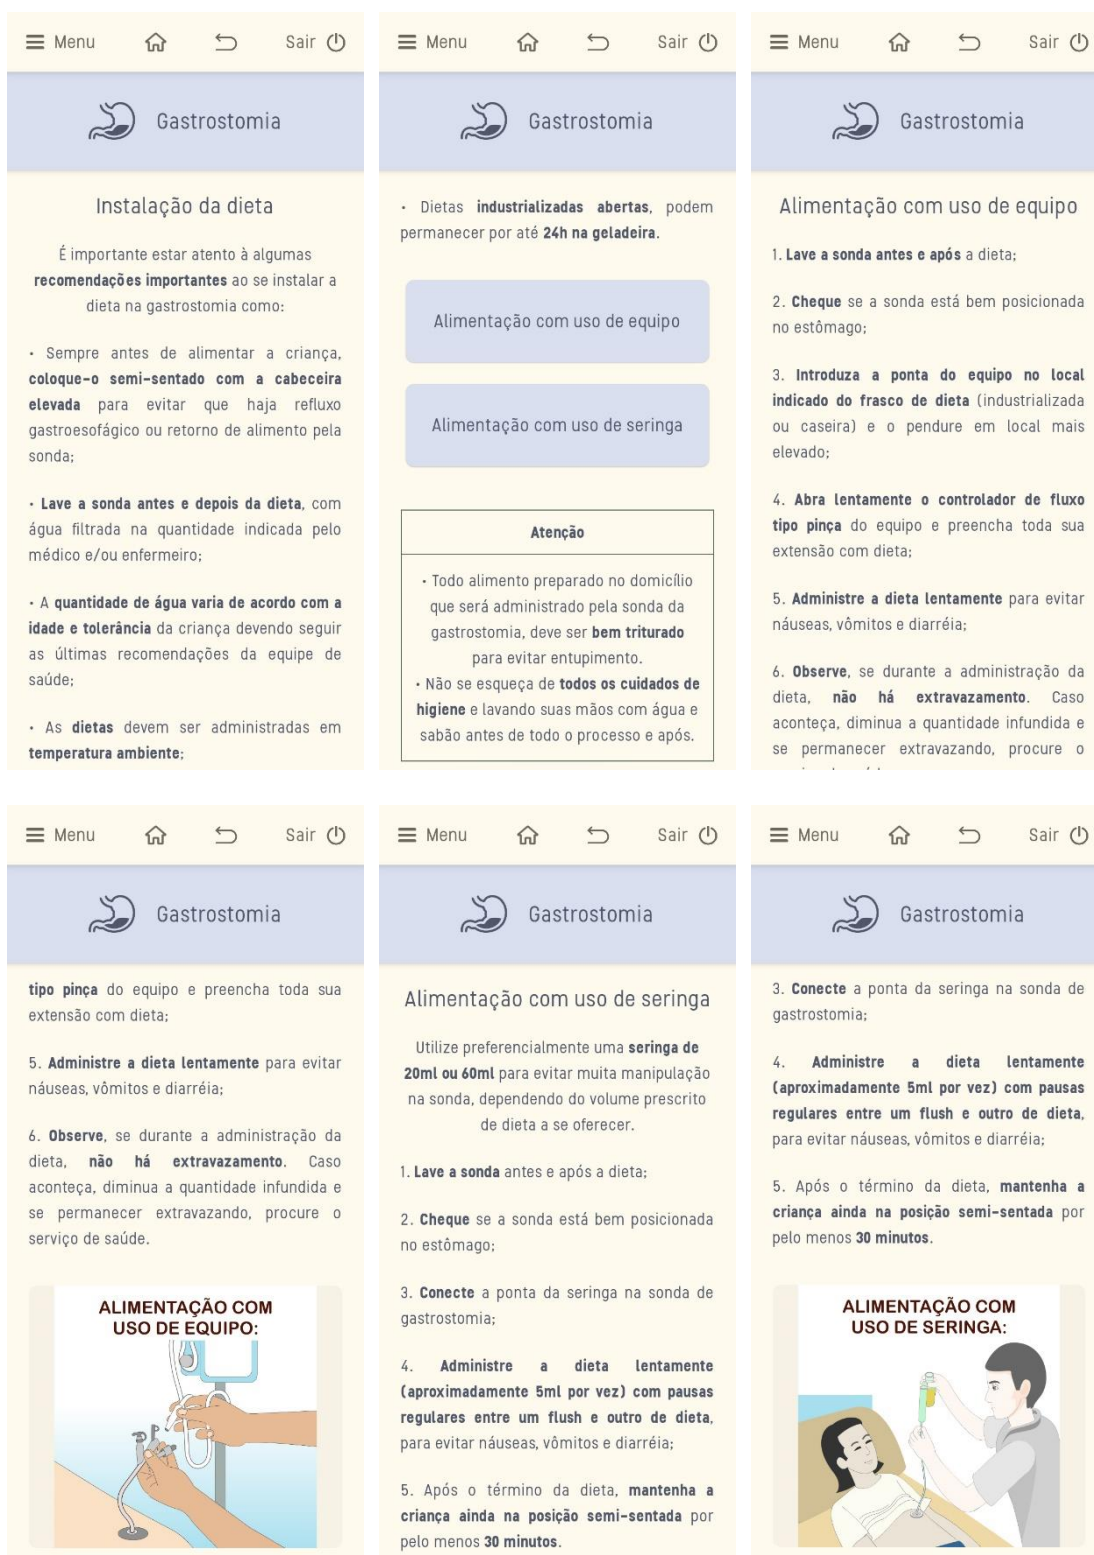 Menu Sair
Gastrostomia
Instalação da dieta
É importante estar atento à algumas
recomendações importantes ao se instalar a
dieta na gastrostomia como:
• Sempre antes de alimentar a criança,
coloque-o semi-sentado com a cabeceira
elevada para evitar que haja refluxo
gastroesofágico ou retorno de alimento pela
sonda;
• Lave a sonda antes e depois da dieta, com
água filtrada na quantidade indicada pelo
médico e/ou enfermeiro;
• A quantidade de água varia de acordo com a
idade e tolerância da criança devendo seguir
as últimas recomendações da equipe de
saúde;
• As dietas devem ser administradas em
temperatura ambiente;
Menu Sair
Gastrostomia
• Dietas industrializadas abertas, podem
permanecer por até 24h na geladeira.
Alimentação com uso de equipo
Alimentação com uso de seringa
Atenção
• Todo alimento preparado no domicílio
que será administrado pela sonda da
gastrostomia, deve ser bem triturado
para evitar entupimento.
• Não se esqueça de todos os cuidados de
higiene e lavando suas mãos com água e
sabão antes de todo o processo e após.
Menu Sair
Gastrostomia
Alimentação com uso de equipo
1. Lave a sonda antes e após a dieta;
2. Cheque se a sonda está bem posicionada
no estômago;
3. Introduza a ponta do equipo no local
indicado do frasco de dieta (industrializada
ou caseira) e o pendure em local mais
elevado;
4. Abra lentamente o controlador de fluxo
tipo pinça do equipo e preencha toda sua
extensão com dieta;
5. Administre a dieta lentamente para evitar
náuseas, vômitos e diarréia;
6. Observe, se durante a administração da
dieta, não há extravazamento. Caso
aconteça, diminua a quantidade infundida e
se permanecer extravazando, procure o
Menu Sair
Gastrostomia
tipo pinça do equipo e preencha toda sua
extensão com dieta;
5. Administre a dieta lentamente para evitar
náuseas, vômitos e diarréia;
6. Observe, se durante a administração da
dieta, não há extravazamento. Caso
aconteça, diminua a quantidade infundida e
se permanecer extravazando, procure o
serviço de saúde.
ALIMENTAÇÃO COM
USO DE EQUIPO:
Menu Sair
Gastrostomia
Alimentação com uso de seringa
Utilize preferencialmente uma seringa de
20ml ou 60ml para evitar muita manipulação
na sonda, dependendo do volume prescrito
de dieta a se oferecer.
1. Lave a sonda antes e após a dieta;
2. Cheque se a sonda está bem posicionada
no estômago;
3. Conecte a ponta da seringa na sonda de
gastrostomia;
4. Administre a dieta lentamente
(aproximadamente 5ml por vez) com pausas
regulares entre um flush e outro de dieta,
para evitar náuseas, vômitos e diarréia;
5. Após o término da dieta, mantenha a
criança ainda na posição semi-sentada por
pelo menos 30 minutos.
Menu Sair
Gastrostomia
3. Conecte a ponta da seringa na sonda de
gastrostomia;
4. Administre a dieta lentamente
(aproximadamente 5ml por vez) com pausas
regulares entre um flush e outro de dieta,
para evitar náuseas, vômitos e diarréia;
5. Após o término da dieta, mantenha a
criança ainda na posição semi-sentada por
pelo menos 30 minutos.
ALIMENTAÇÃO COM
USO DE SERINGA: